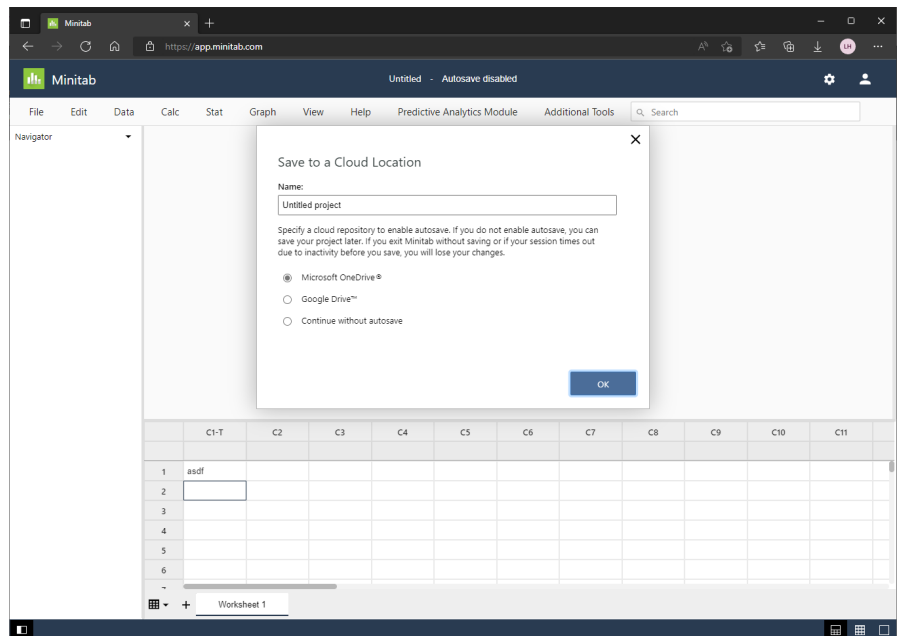 Minitab
https://app.minitab.com
LH
Minitab
Untitled - Autosave disabled
File Edit Data Calc Stat Graph View Help Predictive Analytics Module Additional Tools Search
Navigator
Save to a Cloud Location
Name:
Untitled project
Specify a cloud repository to enable autosave. If you do not enable autosave, you can
save your project later. If you exit Minitab without saving or if your session times out
due to inactivity before you save, you will lose your changes.
Microsoft OneDrive®
Google Drive™
Continue without autosave
OK
C1-T C2 C3 C4 C5 C6 C7 C8 C9 C10 C11
1 asdf
2
3
4
5
6
Worksheet 1